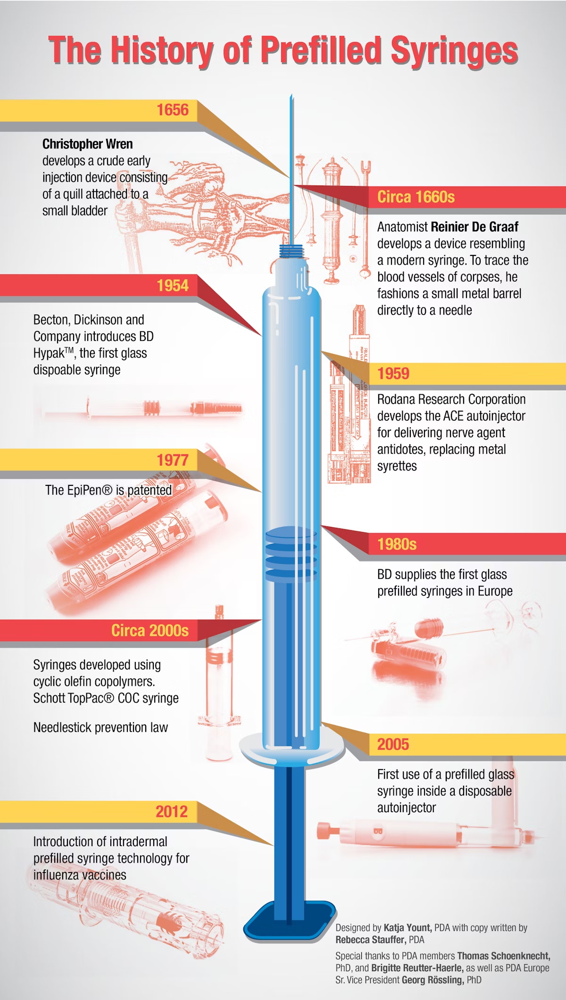 The History of Prefilled Syringes
1656
Christopher Wren
develops a crude early
injection device consisting
of a quill attached to a
small bladder
Circa 1660s
Anatomist Reinier De Graaf
develops a device resembling
a modern syringe. To trace the
blood vessels of corpses, he
fashions a small metal barrel
directly to a needle
1954
Becton, Dickinson and
Company introduces BD
Hypak™, the first glass
dispoable syringe
1959
Rodana Research Corporation
develops the ACE autoinjector
for delivering nerve agent
antidotes, replacing metal
syrettes
1977
The EpiPen® is patented
1980s
BD supplies the first glass
prefilled syringes in Europe
Circa 2000s
Syringes developed using
cyclic olefin copolymers.
Schott TopPac® COC syringe
Needlestick prevention law
2005
First use of a prefilled glass
syringe inside a disposable
autoinjector
2012
Introduction of intradermal
prefilled syringe technology for
influenza vaccines
Designed by Katja Yount, PDA with copy written by
Rebecca Stauffer, PDA
Special thanks to PDA members Thomas Schoenknecht,
PhD, and Brigitte Reutter-Haerle, as well as PDA Europe
Sr. Vice President Georg Rössling, PhD